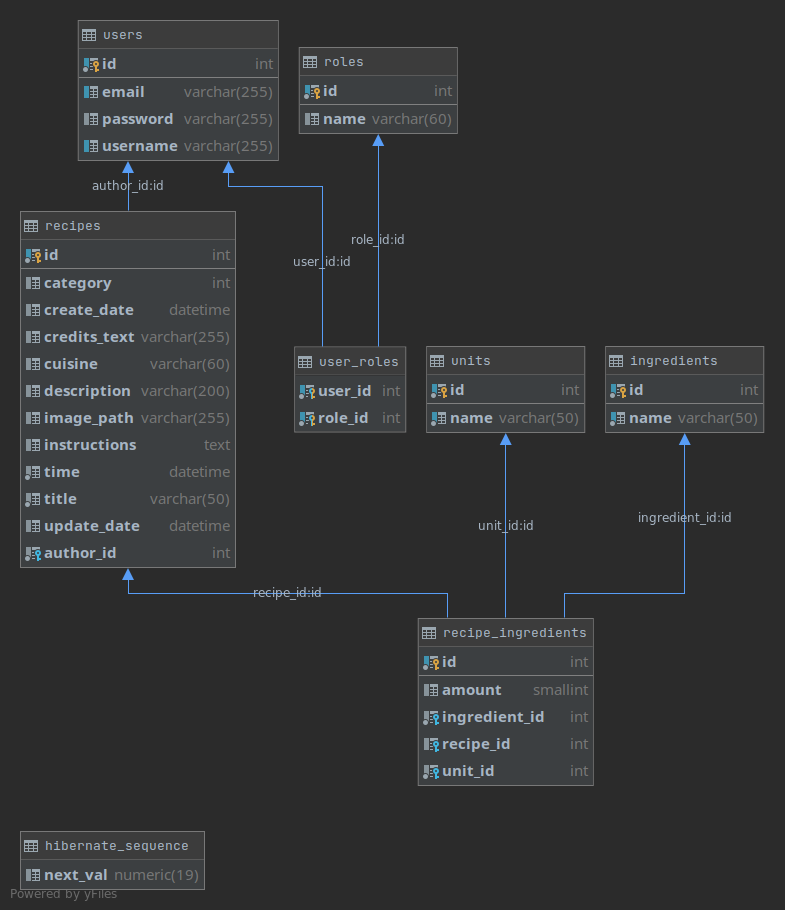 users
id int
email varchar(255)
password varchar(255)
username varchar(255)
roles
id int
name varchar(60)
author_id:id
role_id:id
user_id:id
recipes
id int
category int
create_date datetime
credits_text varchar(255)
cuisine varchar(60)
description varchar(200)
image_path varchar(255)
instructions text
time datetime
title varchar(50)
update_date datetime
author_id int
user_roles
user_id int
role_id int
units
id int
name varchar(50)
ingredients
id int
name varchar(50)
unit_id:id
ingredient_id:id
recipe_id:id
recipe_ingredients
id int
amount smallint
ingredient_id int
recipe_id int
unit_id int
hibernate_sequence
next_val numeric(19)
Powered by yFiles